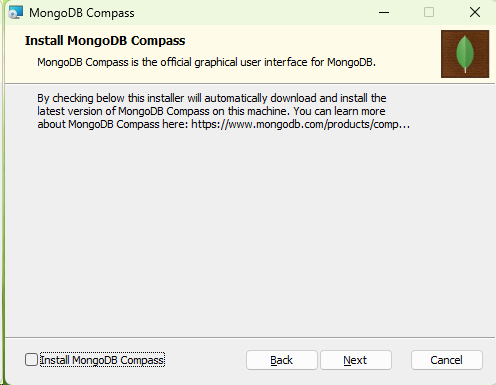 MongoDB Compass
Install MongoDB Compass
MongoDB Compass is the official graphical user interface for MongoDB.
By checking below this installer will automatically download and install the
latest version of MongoDB Compass on this machine. You can learn more
about MongoDB Compass here: https://www.mongodb.com/products/comp...
Install MongoDB Compass
Back
Next
Cancel